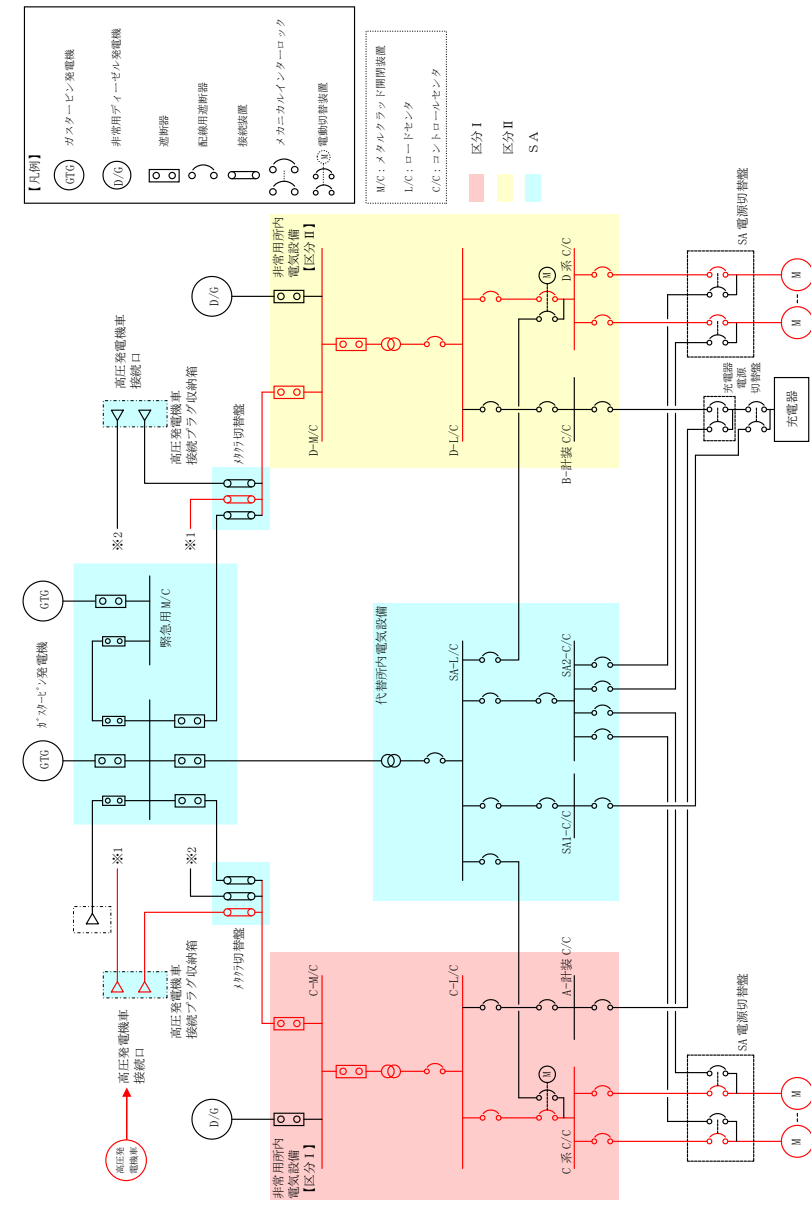 【凡例】
GTG
ガスタービン発電機
D/G
非常用ディーゼル発電機
遮断器
配線用遮断器
接続装置
メカニカルインターロック
M
電動切替装置
M/C:メタルクラッド開閉装置
L/C:ロードセンタ
C/C:コントロールセンタ
区分Ⅰ
区分Ⅱ
SA
高圧発
電機車
高圧発電機車
接続口
高圧発電機車
接続プラグ収納箱
※1
※2
メタクラ切替盤
GTG
ガスタービン発電機
GTG
緊急用M/C
高圧発電機車
接続口
高圧発電機車
接続プラグ収納箱
※2
※1
メタクラ切替盤
D/G
非常用所内
電気設備
【区分Ⅰ】
C-M/C
C-L/C
M
C系C/C
A-計装C/C
代替所内電気設備
SA-L/C
SA1-C/C
SA2-C/C
D/G
非常用所内
電気設備
【区分Ⅱ】
D-M/C
D-L/C
M
B-計装C/C
D系C/C
SA電源切替盤
M
M
充電器
電源
切替盤
充電器
SA電源切替盤
M
M